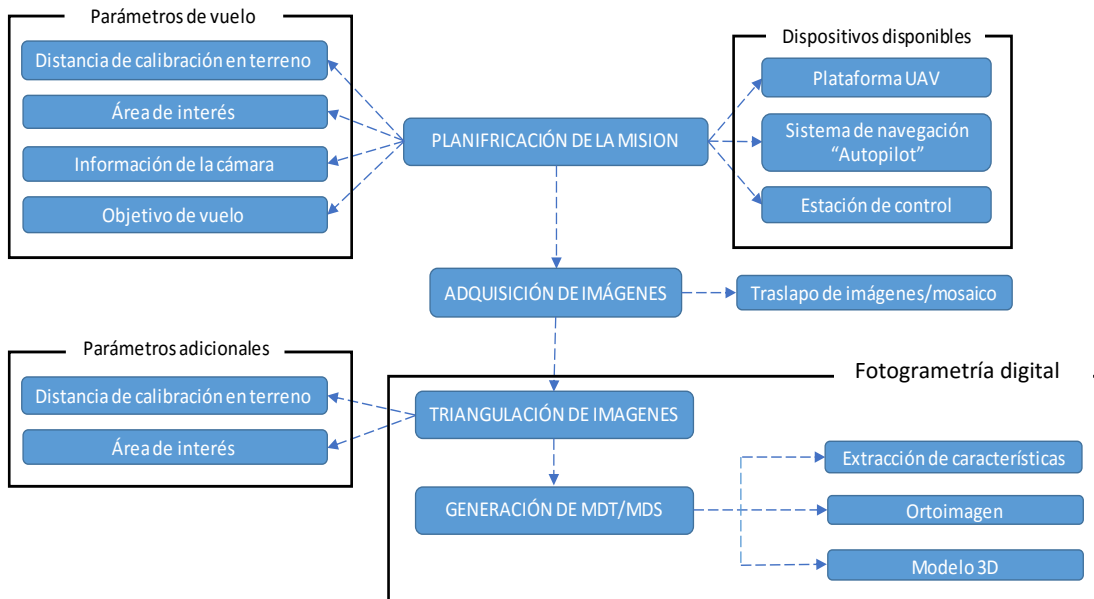 Parámetros de vuelo
Distancia de calibración en terreno
Área de interés
Información de la cámara
Objetivo de vuelo
PLANIFRICACIÓN DE LA MISION
Dispositivos disponibles
Plataforma UAV
Sistema de navegación
“Autopilot”
Estación de control
ADQUISICIÓN DE IMÁGENES
Traslapo de imágenes/mosaico
Parámetros adicionales
Distancia de calibración en terreno
Área de interés
Fotogrametría digital
TRIANGULACIÓN DE IMAGENES
GENERACIÓN DE MDT/MDS
Extracción de característícas
Ortoimagen
Modelo 3D